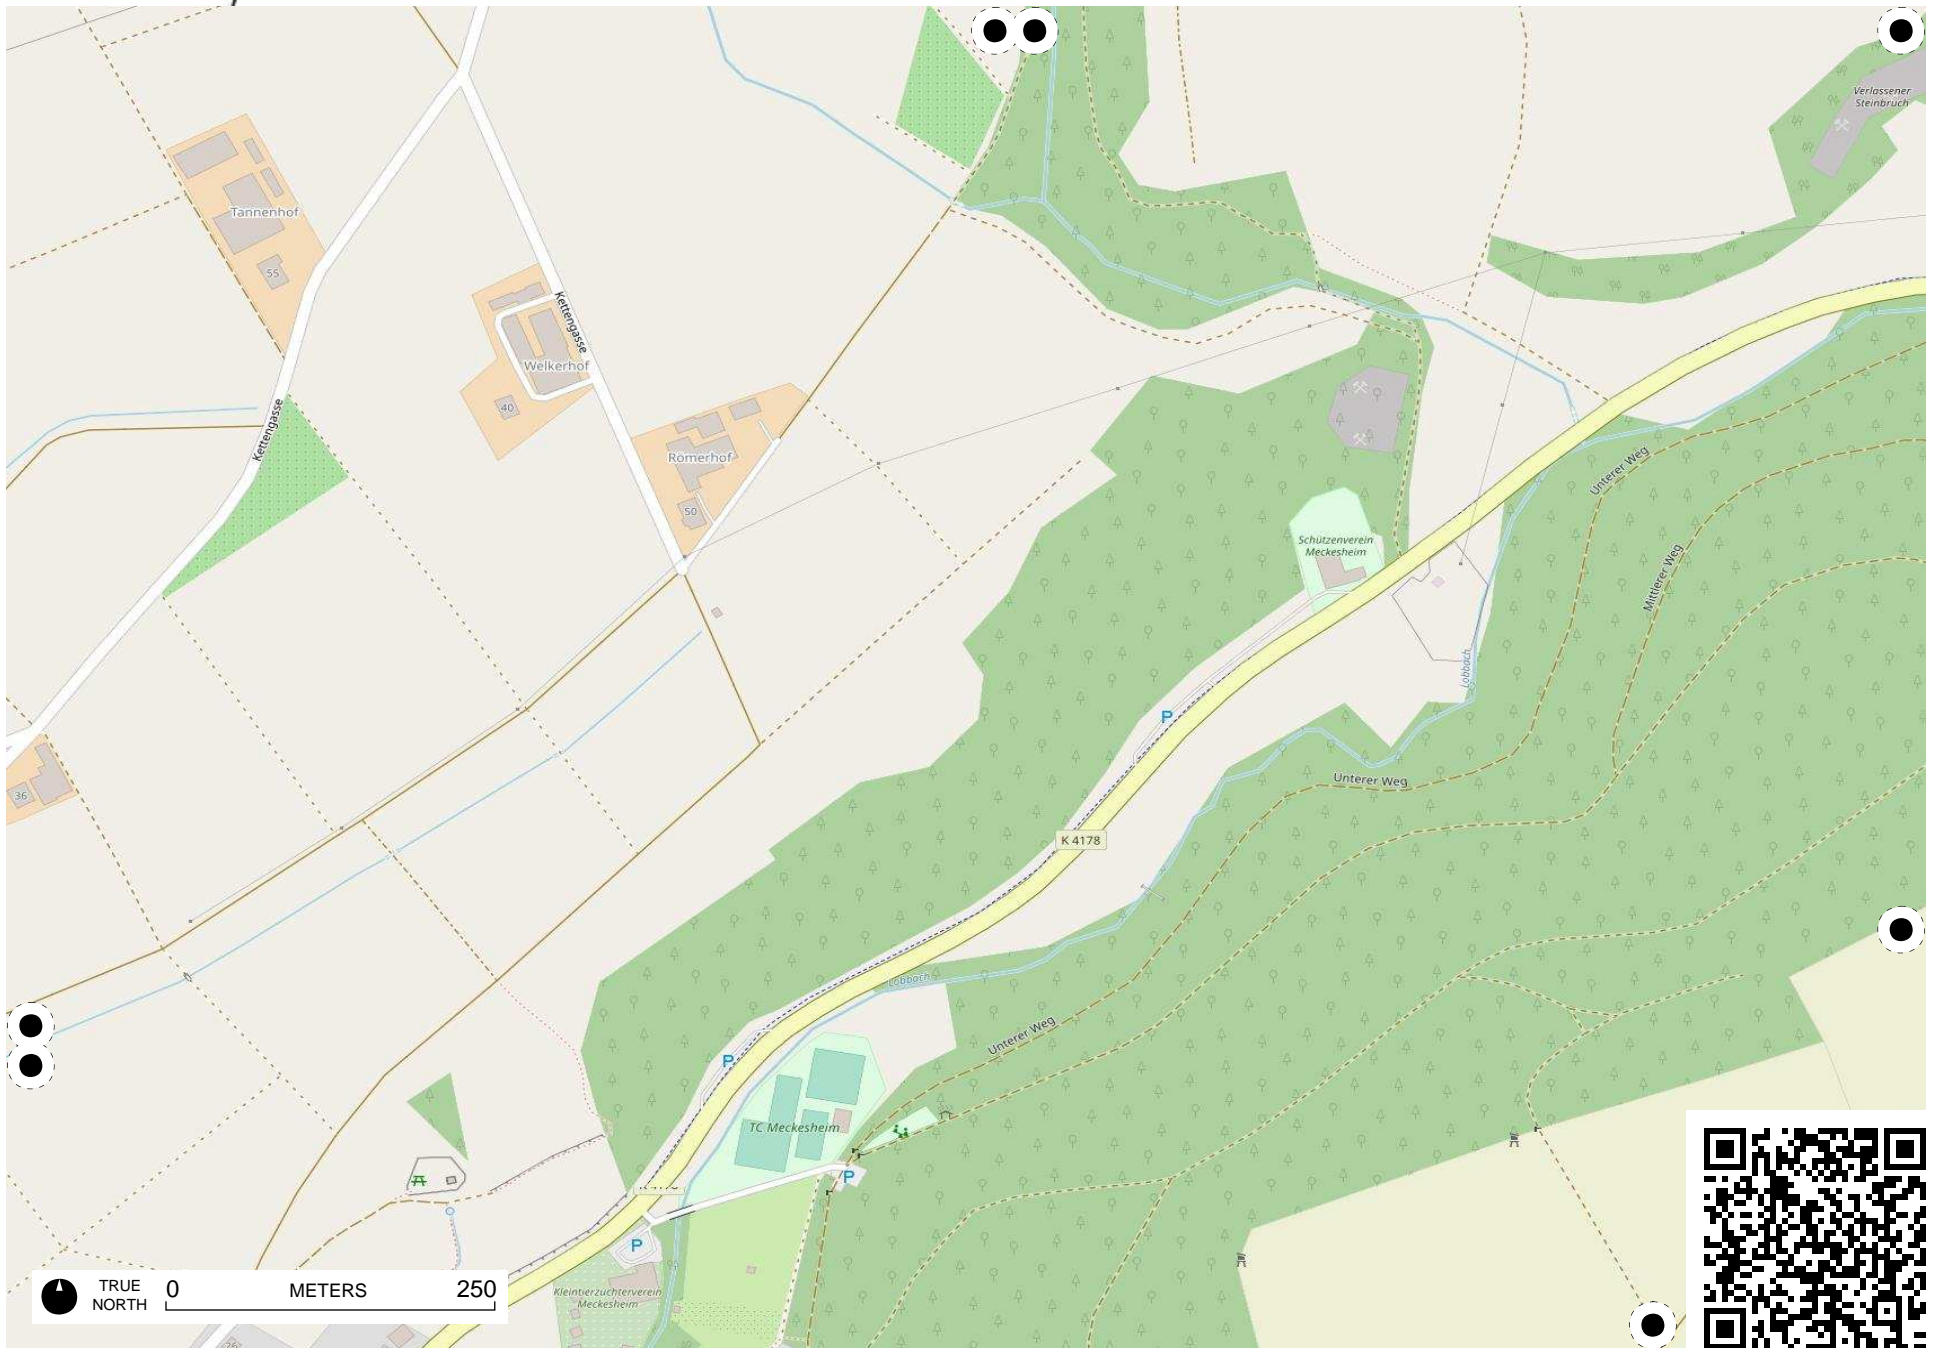 Verlassener
Steinbruch
Tannenhof
55
Kettengasse
Welkerhof
40
Kettengasse
Römerhof
50
Unterer Weg
Schützenverein
Meckesheim
Mittlerer Weg
Lobbach
P
Unterer Weg
36
K 4178
Lobbach
Unterer Weg
P
TC Meckesheim
P
P
Kleintierzuchterverein
Meckesheim
TRUE
NORTH
0 METERS 250